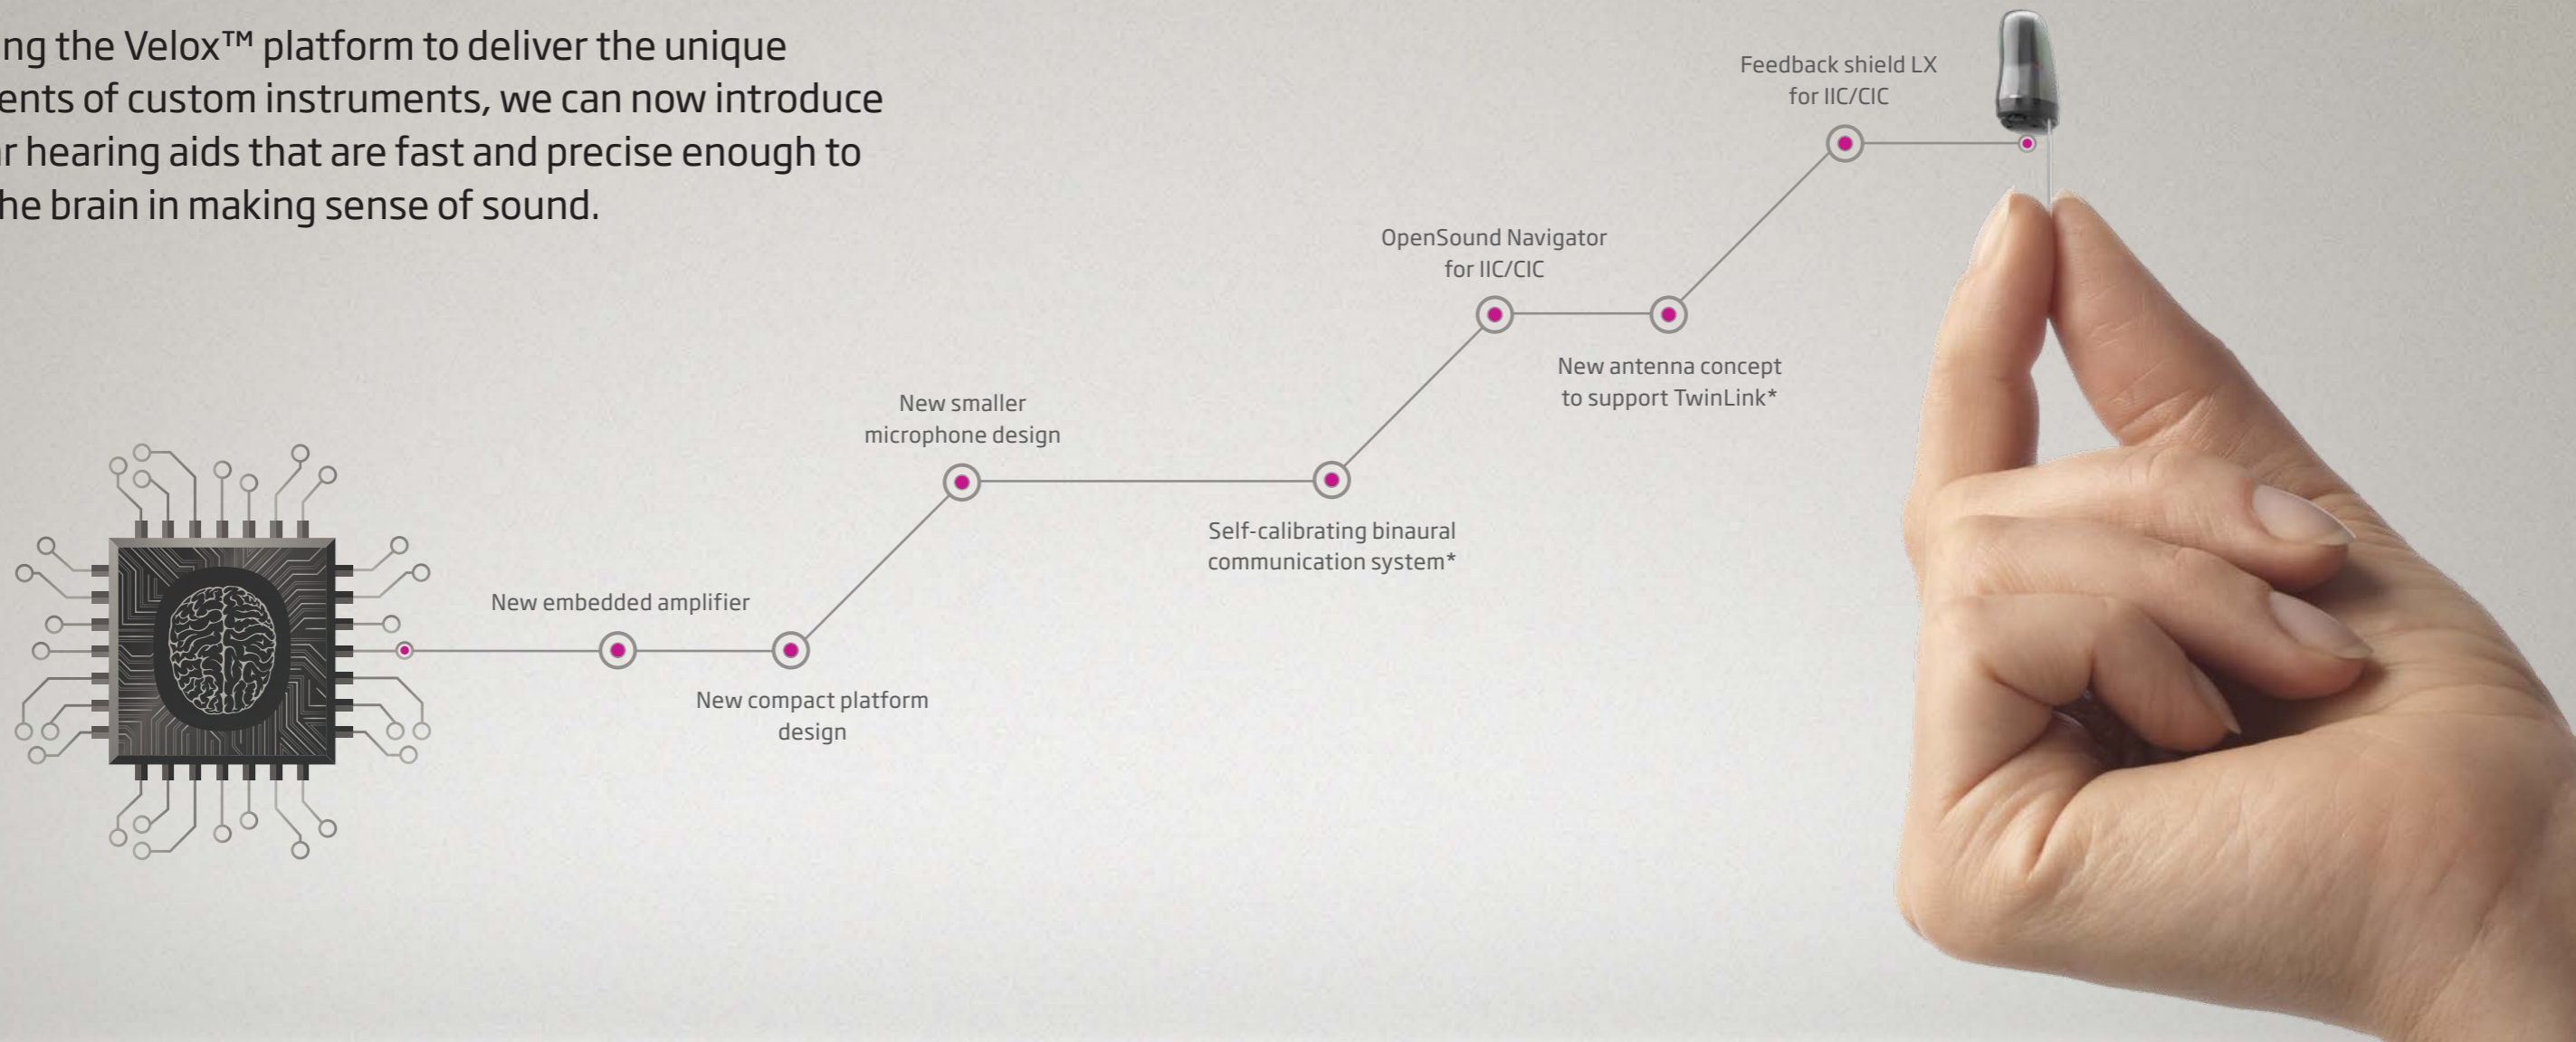 ng the Velox™ platform to deliver the unique
ents of custom instruments, we can now introduce
r hearing aids that are fast and precise enough to
he brain in making sense of sound.
Feedback shield LX
for IIC/CIC
OpenSound Navigator
for IIC/CIC
New antenna concept
to support TwinLink*
New smaller
microphone design
Self-calibrating binaural
communication system*
New embedded amplifier
New compact platform
design